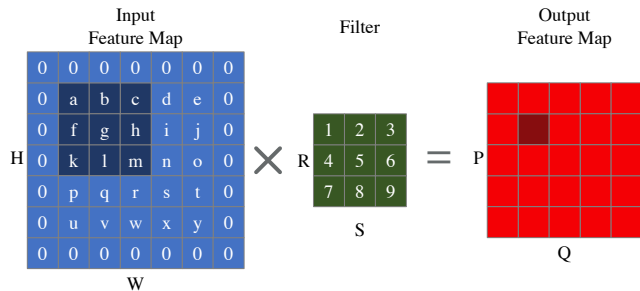 Input
Feature Map
Filter
Output
Feature Map
0 0 0 0 0 0 0
0 a b c d e 0
0 f g h i j 0
H 0 k l m n o 0
0 p q r s t 0
0 u v w x y 0
0 0 0 0 0 0 0
W
×
1 2 3
R 4 5 6
7 8 9
S
=
P
Q